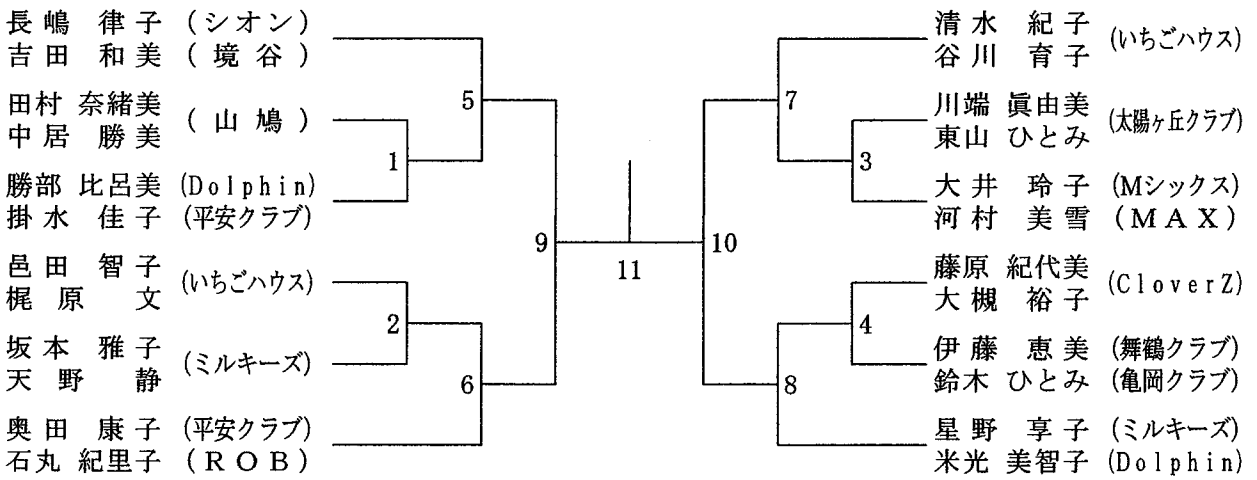 長嶋 律子 (シオン)
吉田 和美 (境谷)
田村 奈緒美
中居 勝美
(山鳩)
勝部 比呂美 (Dolphin)
掛水 佳子 (平安クラブ)
邑田 智子
梶原 文
(いちごハウス)
坂本 雅子
天野 静
(ミルキーズ)
奥田 康子 (平安クラブ)
石丸 紀里子 (ROB)
5
1
2
6
9
11
10
7
3
4
8
清水 紀子
谷川 育子
(いちごハウス)
川端 眞由美
東山 ひとみ
(太陽ヶ丘クラブ)
大井 玲子 (Mシックス)
河村 美雪 (MAX)
藤原 紀代美
大槻 裕子
(CloverZ)
伊藤 恵美 (舞鶴クラブ)
鈴木 ひとみ (亀岡クラブ)
星野 享子 (ミルキーズ)
米光 美智子 (Dolphin)